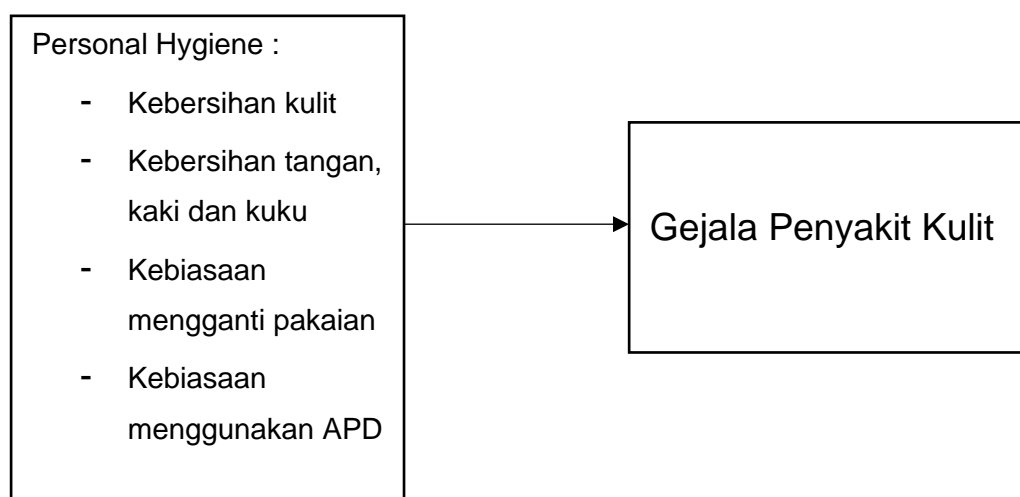 Personal Hygiene :
- Kebersihan kulit
- Kebersihan tangan,
kaki dan kuku
- Kebiasaan
mengganti pakaian
- Kebiasaan
menggunakan APD
Gejala Penyakit Kulit